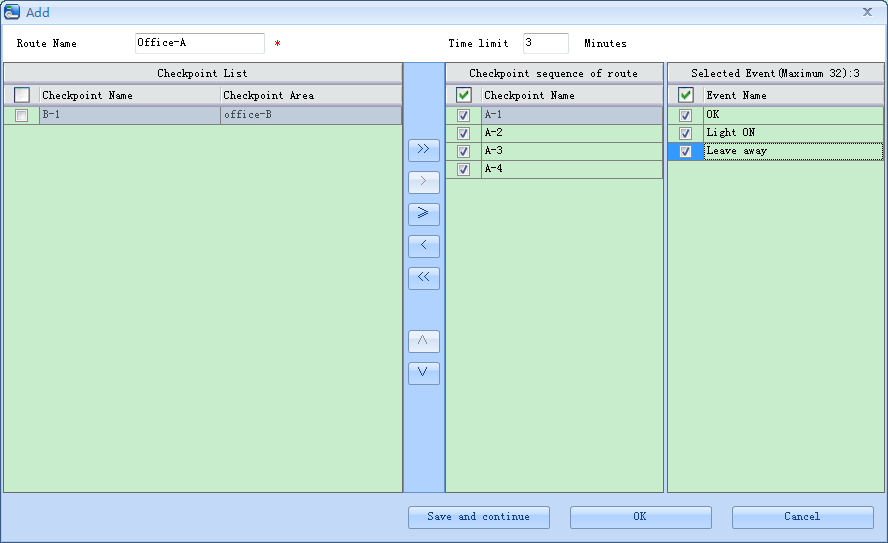 Add
Route Name Office-A * Time limit 3 Minutes
Checkpoint List
Checkpoint Name Checkpoint Area
B-1 office-B
>>
>
≥
<
<<
∧
∨
Checkpoint sequence of route
Checkpoint Name
A-1
A-2
A-3
A-4
Selected Event(Maximum 32):3
Event Name
OK
Light ON
Leave away
Save and continue OK Cancel